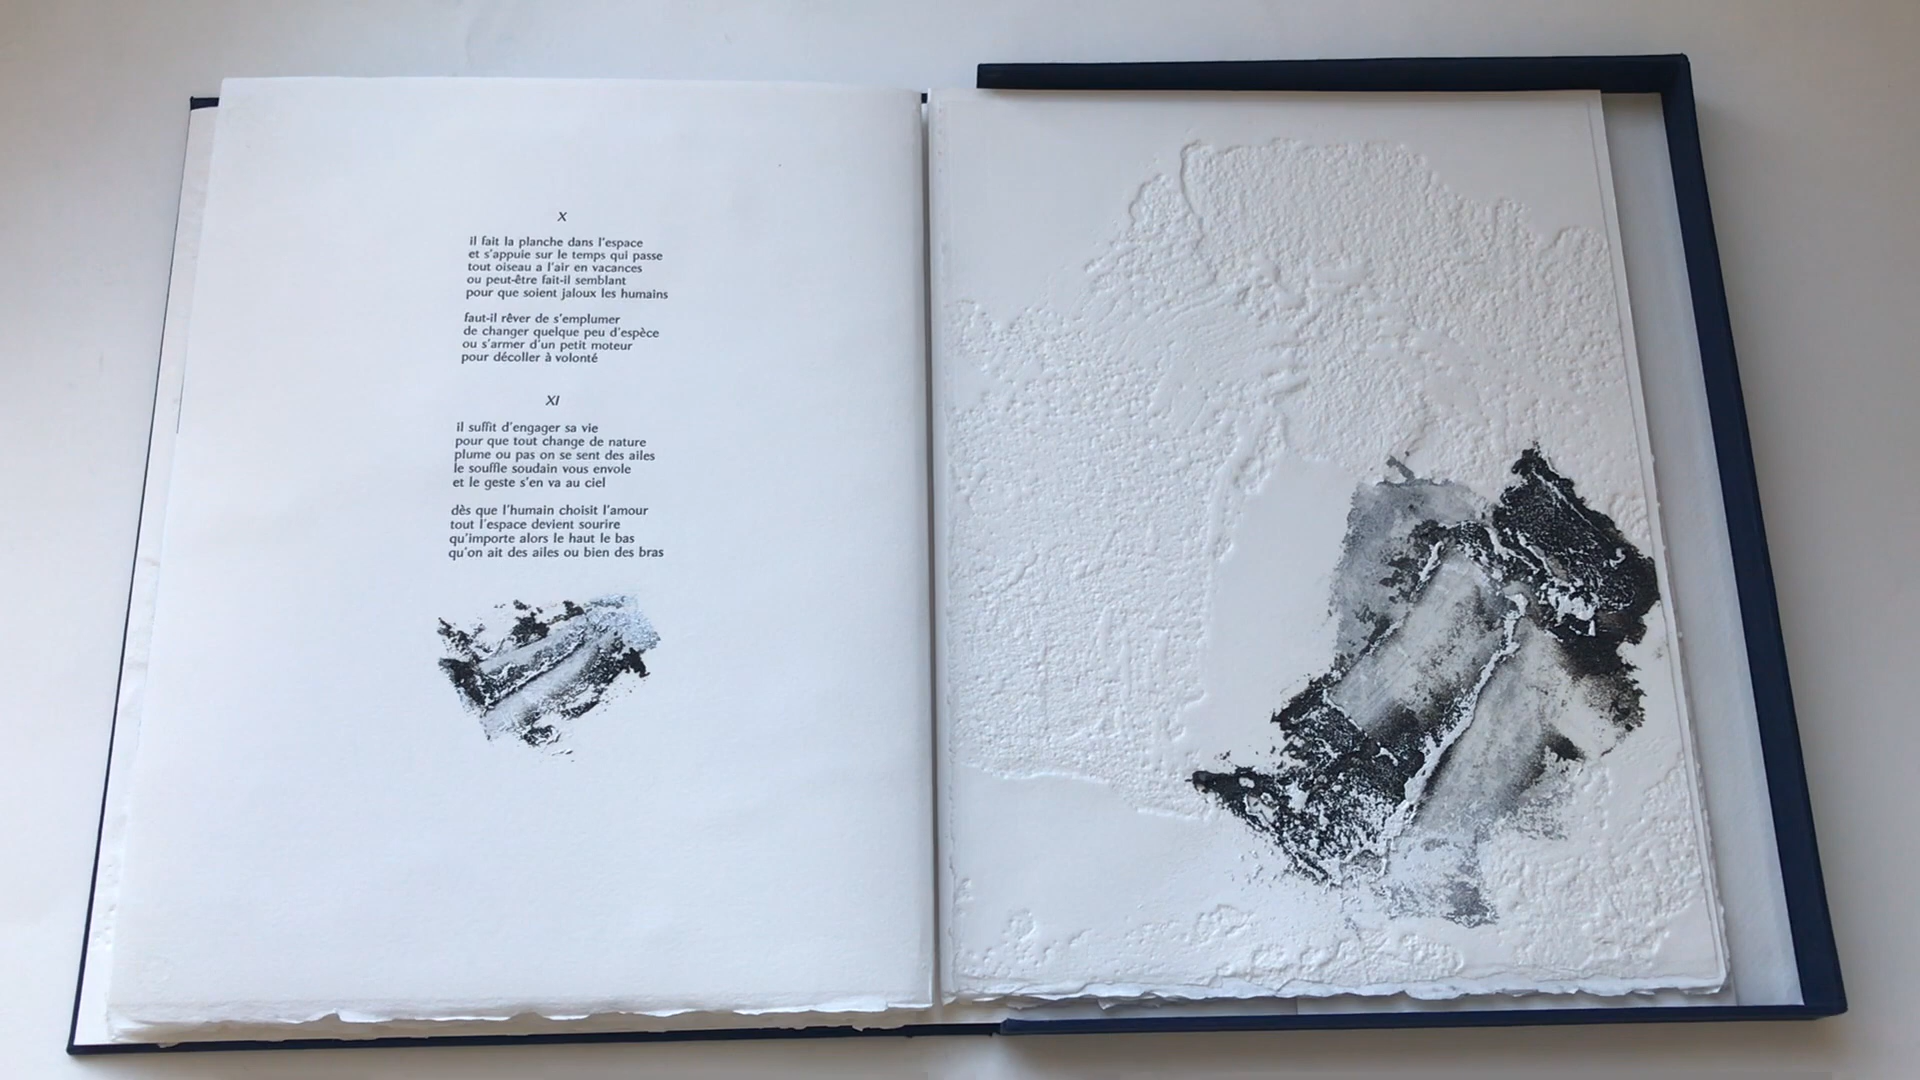 X
il fait la planche dans l'espace
et s'appuie sur le temps qui passe
tout oiseau a l'air en vacances
ou peut-être fait-il semblant
pour que soient jaloux les humains
faut-il rêver de s'emplumer
de changer quelque peu d'espèce
ou s'armer d'un petit moteur
pour décoller à volonté
XI
il suffit d'engager sa vie
pour que tout change de nature
plume ou pas on se sent des ailes
le souffle soudain vous envole
et le geste s'en va au ciel
dès que l'humain choisit l'amour
tout l'espace devient sourire
qu'importe alors le haut le bas
qu'on ait des ailes ou bien des bras